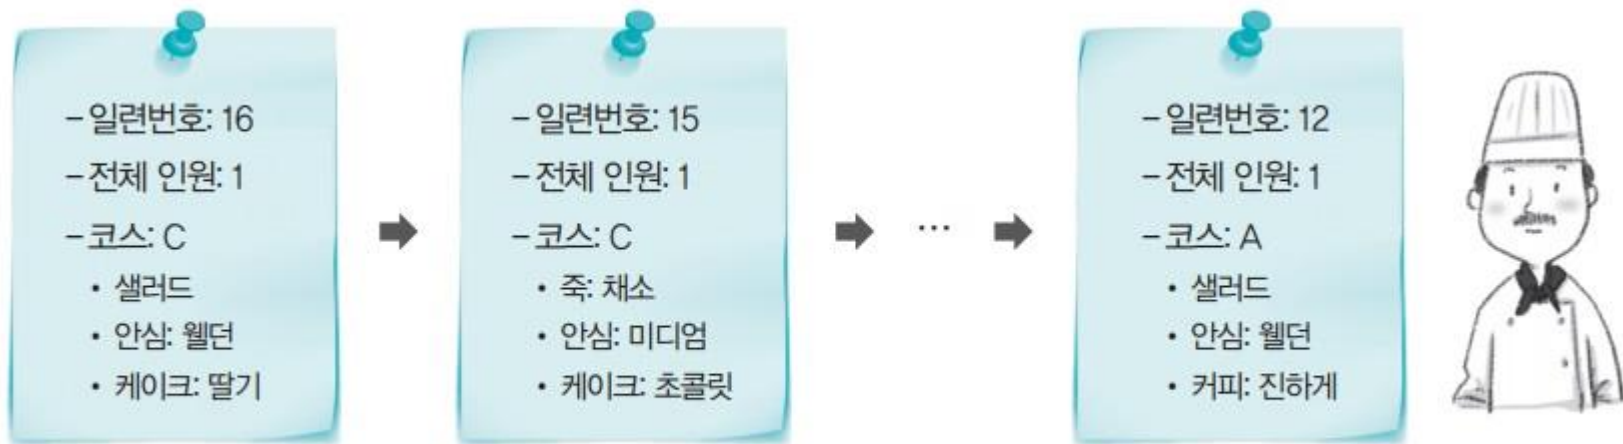 - 일련번호: 16
- 전체 인원: 1
- 코스: C
• 샐러드
• 안심: 웰던
• 케이크: 딸기
- 일련번호: 15
- 전체 인원: 1
- 코스: C
• 죽: 채소
• 안심: 미디엄
• 케이크: 초콜릿
...
- 일련번호: 12
- 전체 인원: 1
- 코스: A
• 샐러드
• 안심: 웰던
• 커피: 진하게